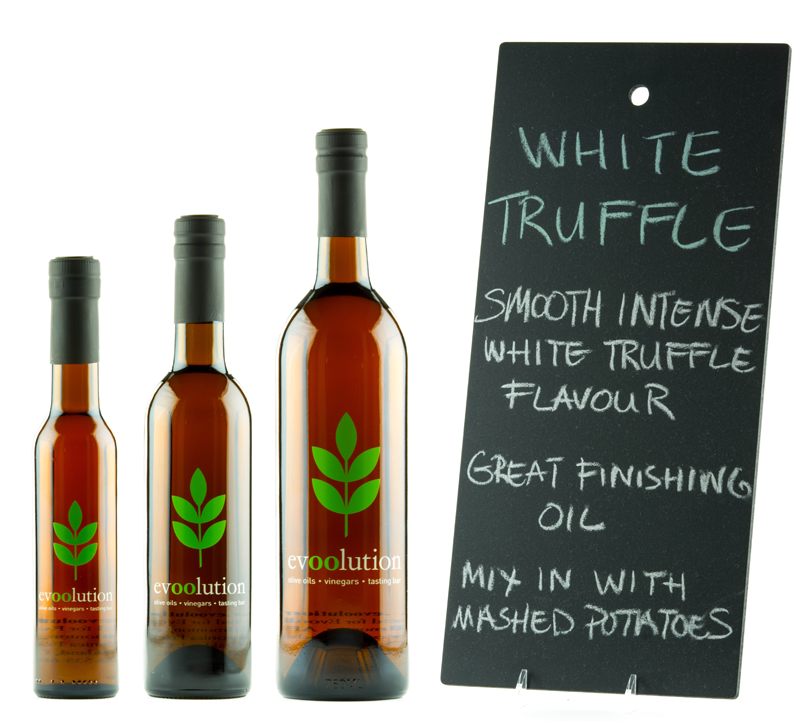 WHITE
TRUFFLE
SMOOTH INTENSE
WHITE TRUFFLE
FLAVOUR
GREAT FINISHING
OIL
MIX IN WITH
MASHED POTATOES
evoolution
olive oils • vinegars • tasting bar
evoolution
olive oils • vinegars • tasting bar
evoolution
olive oils • vinegars • tasting bar